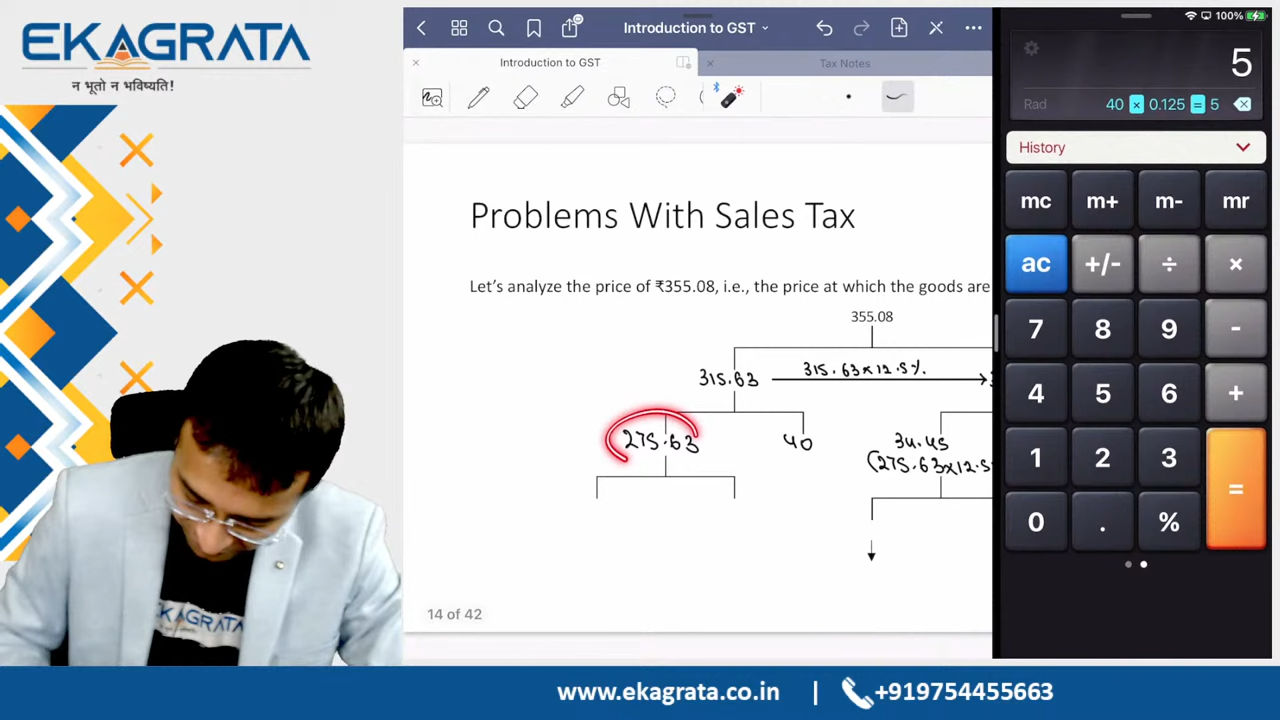 EKAGRATA
न भूतो न भविष्यति!
Introduction to GST
100%
Introduction to GST
Tax Notes
5
Rad
40 × 0.125 = 5
History
mc m+ m- mr
ac +/- ÷ ×
7 8 9 -
4 5 6 +
1 2 3 =
0 . %
Problems With Sales Tax
Let's analyze the price of ₹355.08, i.e., the price at which the goods are
355.08
315.63
315.63×12.5%.
275.63
40
34.45
(275.63×12.5
14 of 42
EKAGRATA
www.ekagrata.co.in | +919754455663